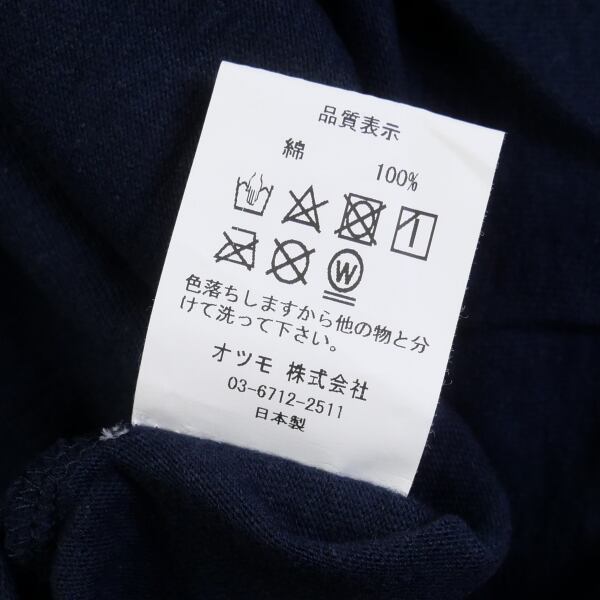 品質表示
綿 100%
W
色落ちしますから他の物と分
けて洗って下さい。
オツモ 株式会社
03-6712-2511
日本製